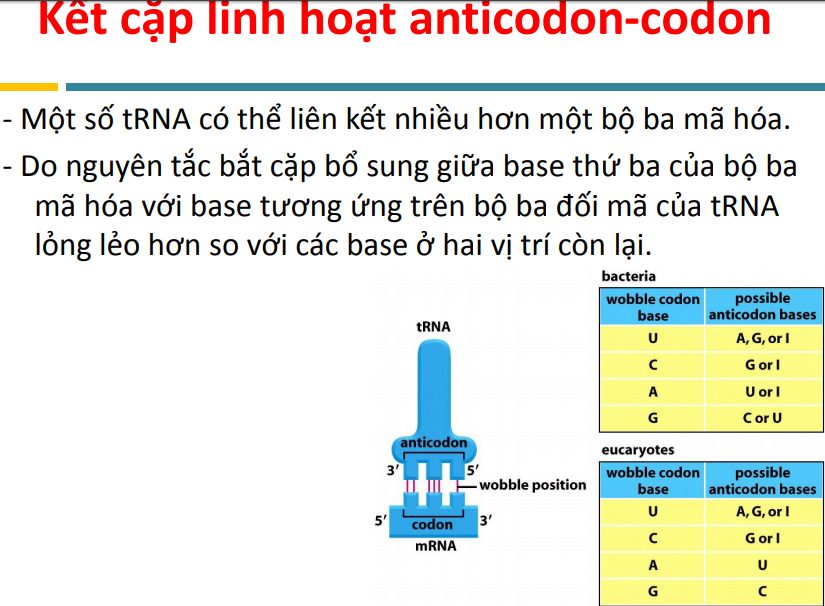 Kết cặp linh hoạt anticodon-codon
- Một số tRNA có thể liên kết nhiều hơn một bộ ba mã hóa.
- Do nguyên tắc bắt cặp bổ sung giữa base thứ ba của bộ ba
mã hóa với base tương ứng trên bộ ba đối mã của tRNA
lỏng lẻo hơn so với các base ở hai vị trí còn lại.
tRNA
anticodon
3’ 5’
wobble position
5’ codon 3’
mRNA
bacteria
wobble codon base possible anticodon bases
U A, G, or I
C G or I
A U or I
G C or U
eucaryotes
wobble codon base possible anticodon bases
U A, G, or I
C G or I
A U
G C